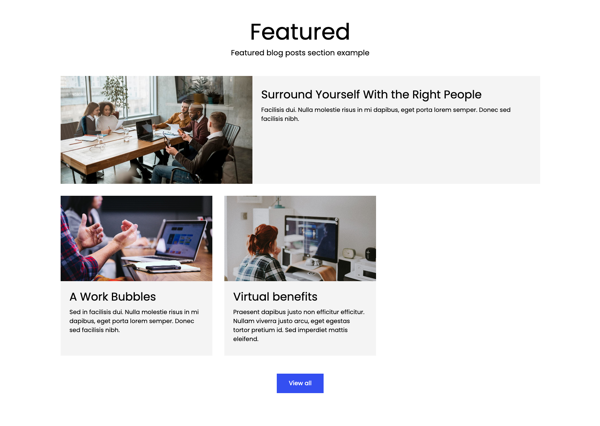 Featured
Featured blog posts section example
Surround Yourself With the Right People
Facilisis dui. Nulla molestie risus in mi dapibus, eget porta lorem semper. Donec sed
facilisis nibh.
A Work Bubbles
Sed in facilisis dui. Nulla molestie risus in mi
dapibus, eget porta lorem semper. Donec
sed facilisis nibh.
Virtual benefits
Praesent dapibus justo non efficitur efficitur.
Nullam viverra justo arcu, eget egestas
tortor pretium id. Sed imperdiet mattis
eleifend.
View all